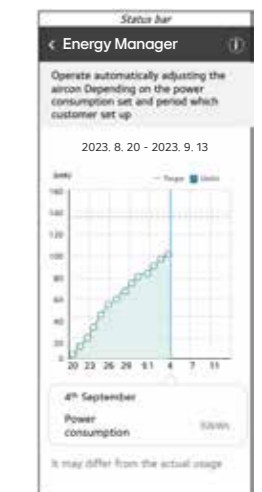 Status bar
< Energy Manager
Operate automatically adjusting the
aircon Depending on the power
consumption set and period which
customer set up
2023. 8. 20 - 2023. 9. 13
(kWh)
Target
160
140
120
100
80
60
40
20
20 23 26 29 9.1 4 7 11
4th September
Power
consumption
It may differ from the actual usage